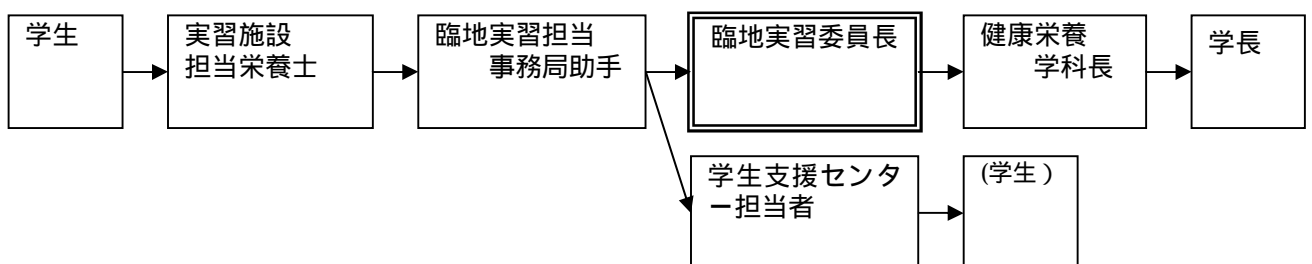 学生
実習施設
担当栄養士
臨地実習担当
事務局助手
臨地実習委員長
健康栄養
学科長
学長
学生支援センタ
ー担当者
(学生）